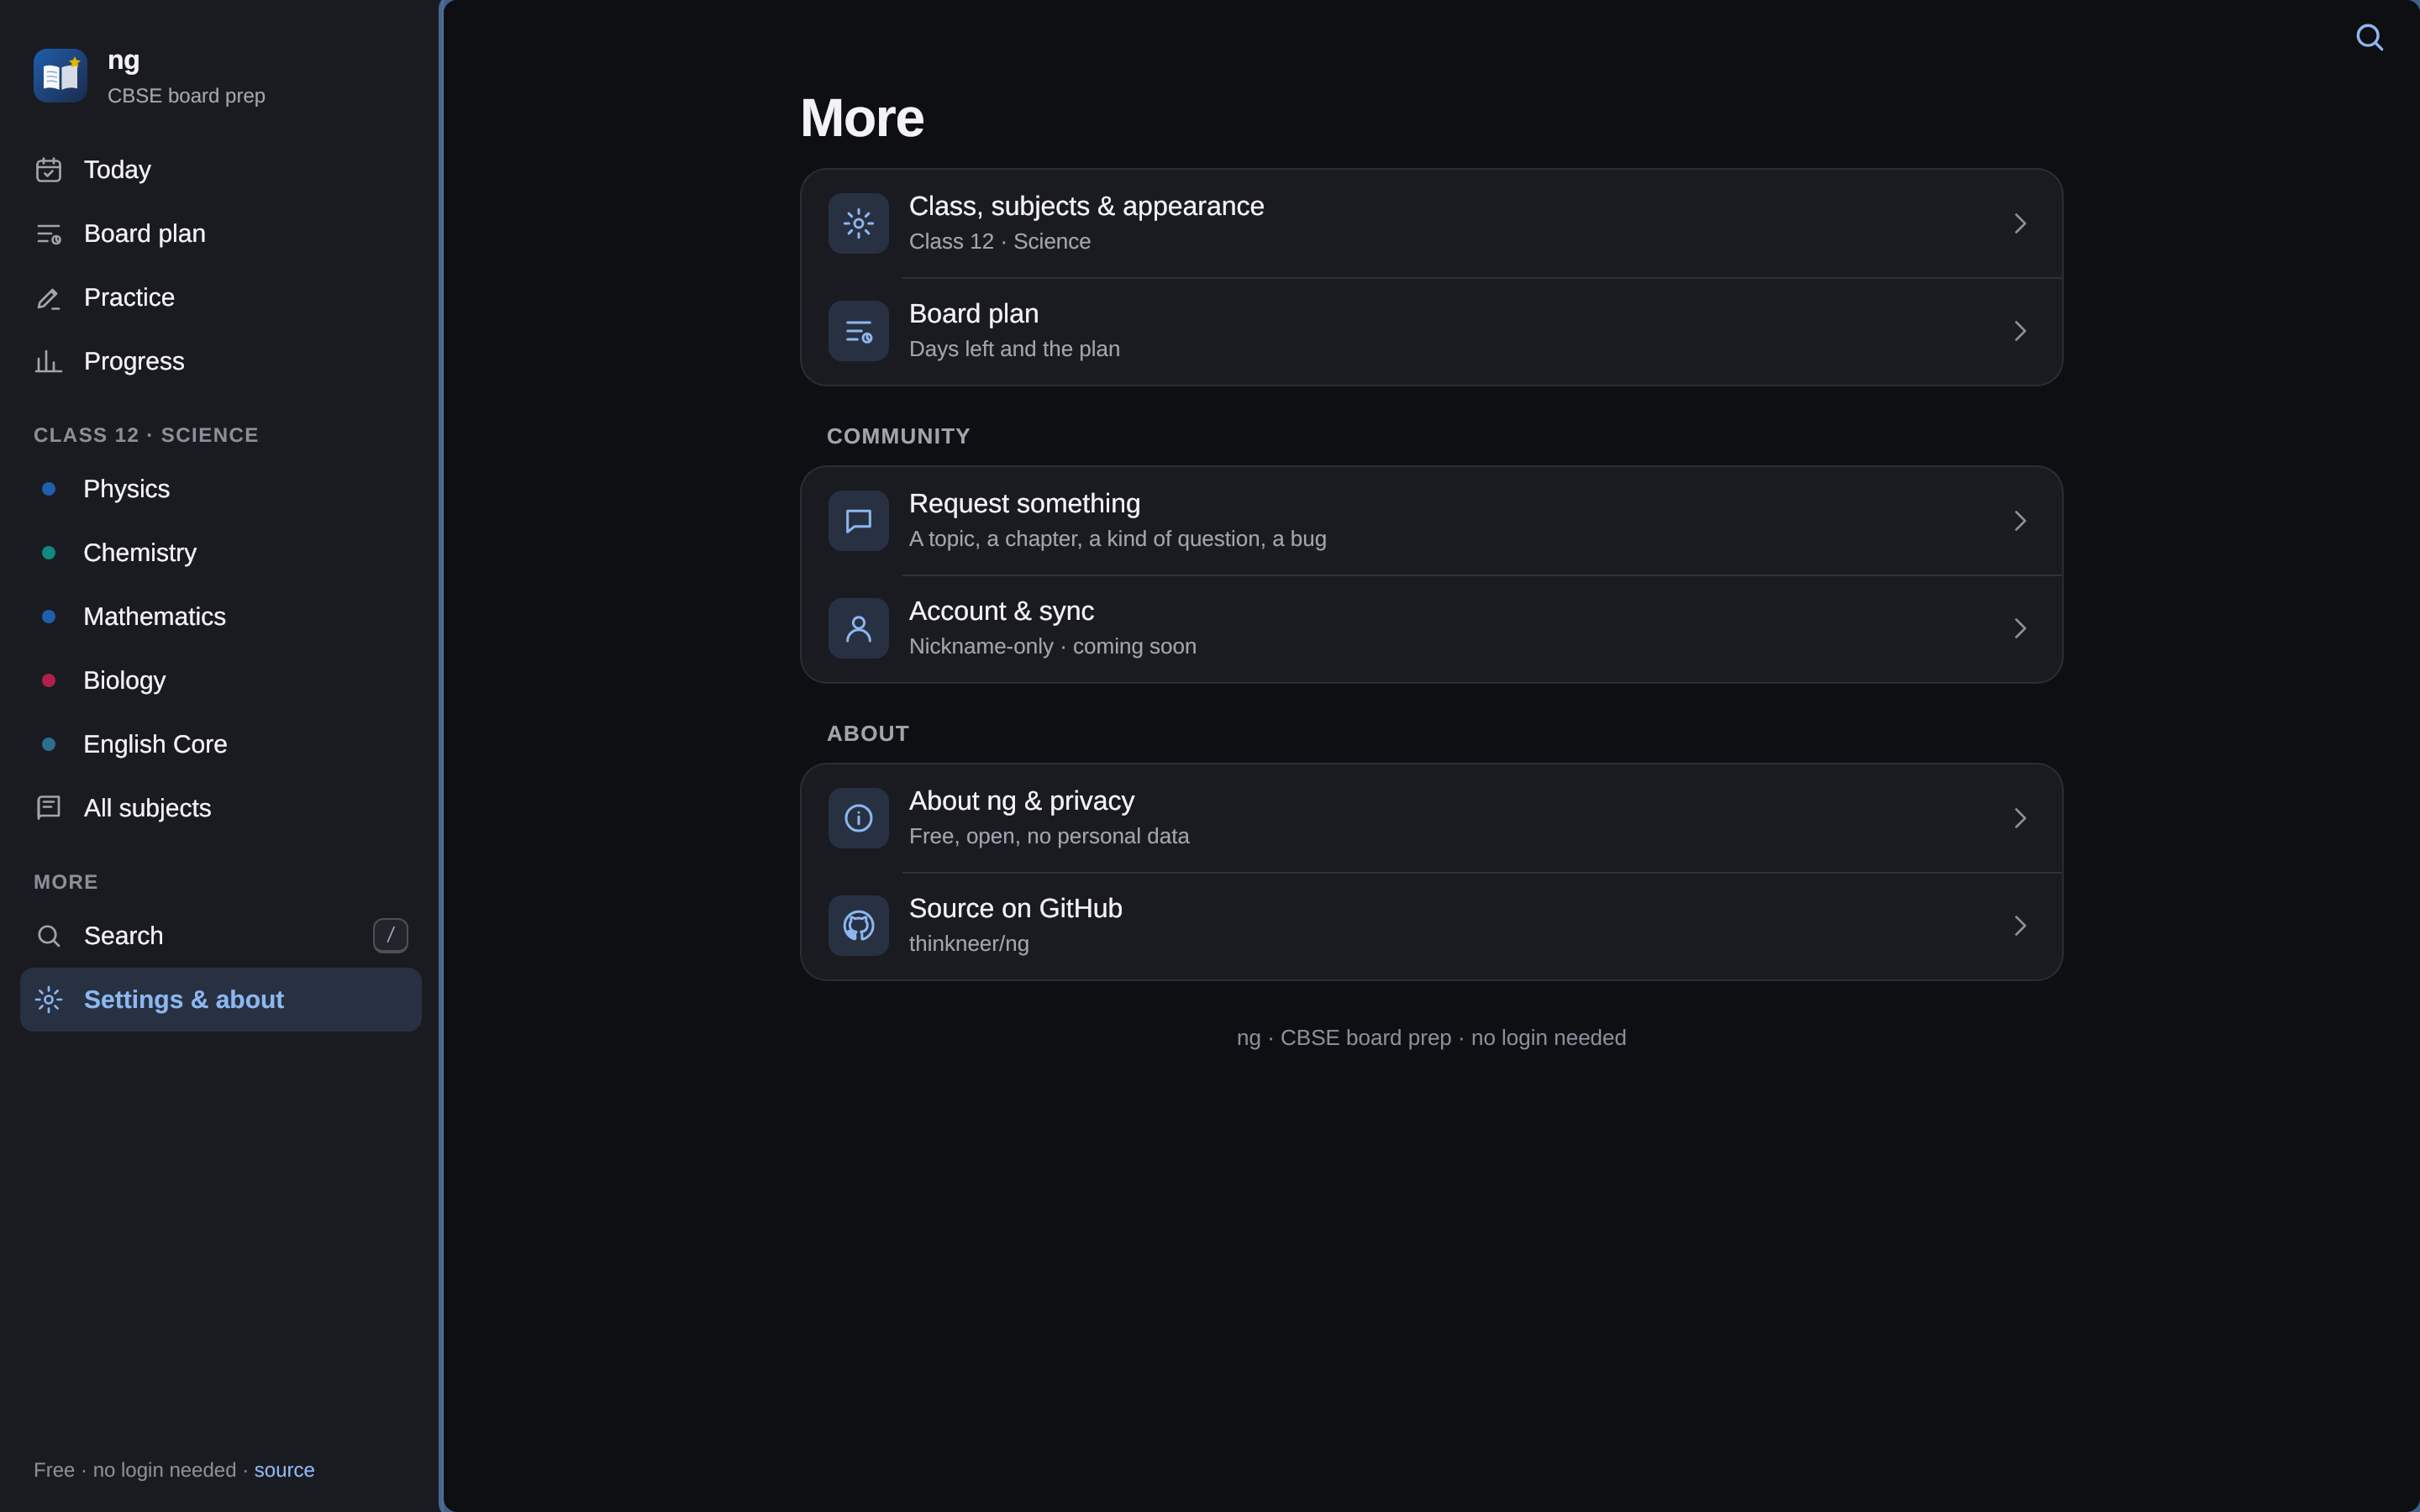 ng
CBSE board prep
Today
Board plan
Practice
Progress
CLASS 12 · SCIENCE
Physics
Chemistry
Mathematics
Biology
English Core
All subjects
MORE
Search /
Settings & about
Free · no login needed · source
More
Class, subjects & appearance
Class 12 · Science
Board plan
Days left and the plan
COMMUNITY
Request something
A topic, a chapter, a kind of question, a bug
Account & sync
Nickname-only · coming soon
ABOUT
About ng & privacy
Free, open, no personal data
Source on GitHub
thinkneer/ng
ng · CBSE board prep · no login needed